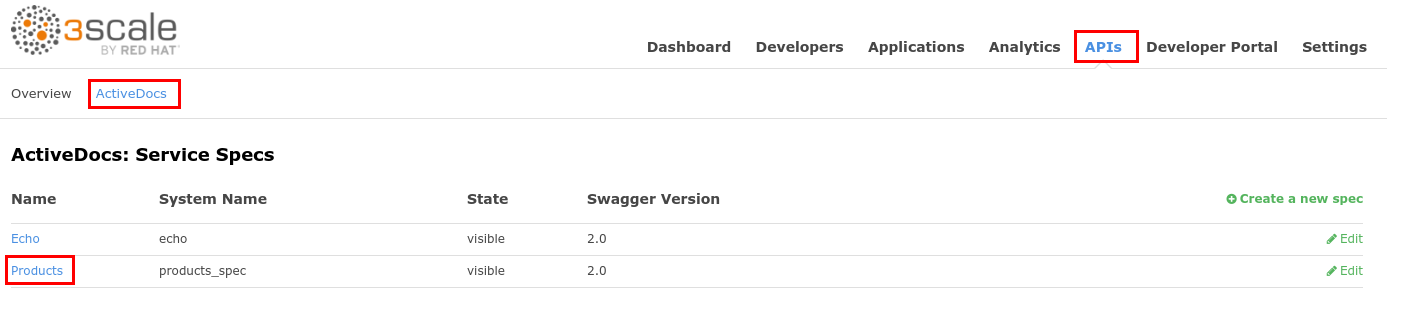 3scale
BY RED HAT
Dashboard Developers Applications Analytics APIs Developer Portal Settings
Overview ActiveDocs
ActiveDocs: Service Specs
Name System Name State Swagger Version Create a new spec
Echo echo visible 2.0 Edit
Products products_spec visible 2.0 Edit